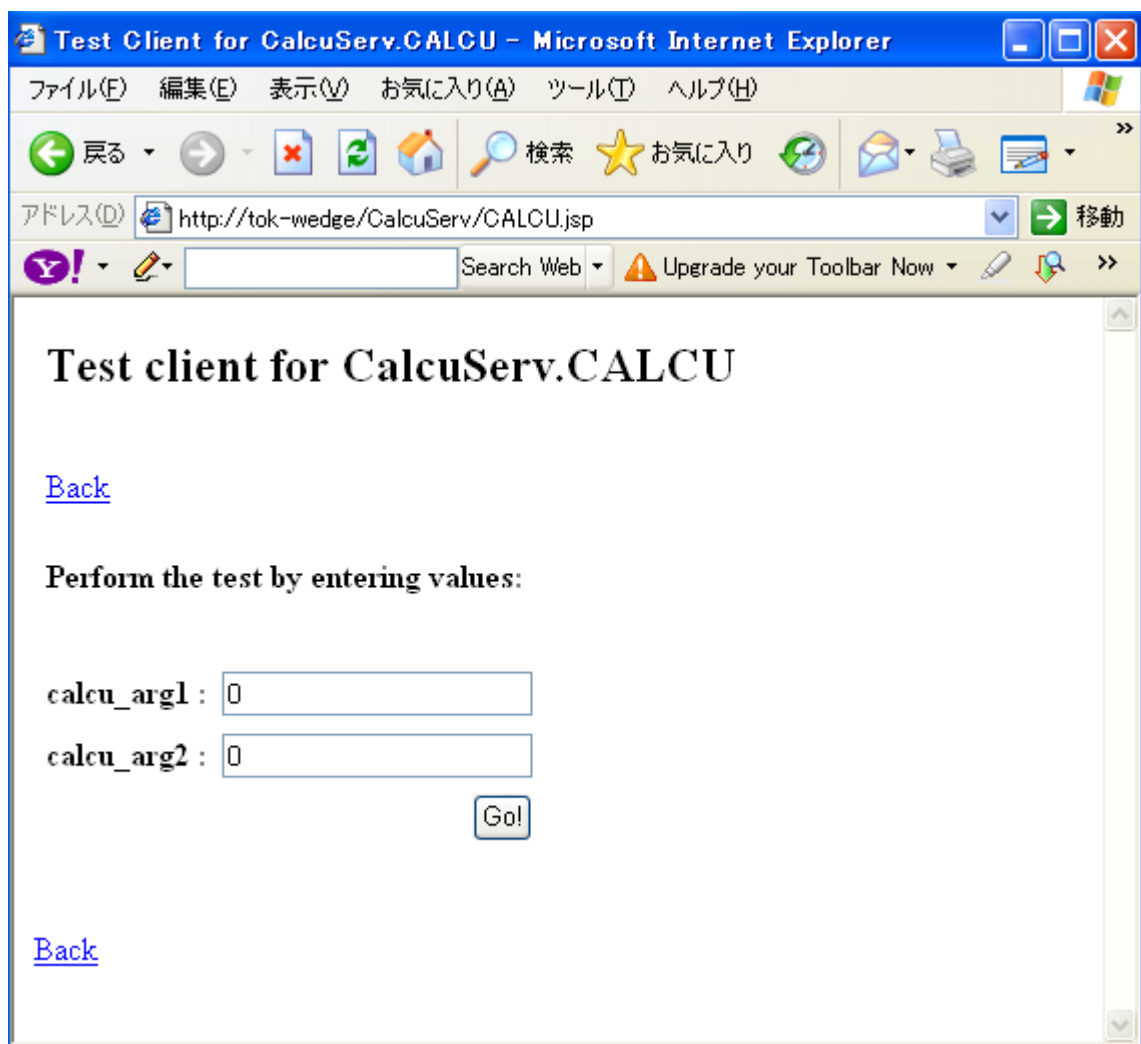 Test Client for CalcuServ.CALCU - Microsoft Internet Explorer
ファイル(F) 編集(E) 表示(V) お気に入り(A) ツール(T) ヘルプ(H)
戻る 検索 お気に入り »
アドレス(D) http://tok-wedge/CalcuServ/CALCU.jsp 移動
Y! Search Web Upgrade your Toolbar Now »
Test client for CalcuServ.CALCU
Back
Perform the test by entering values:
calcu_arg1 : 0
calcu_arg2 : 0
Go!
Back